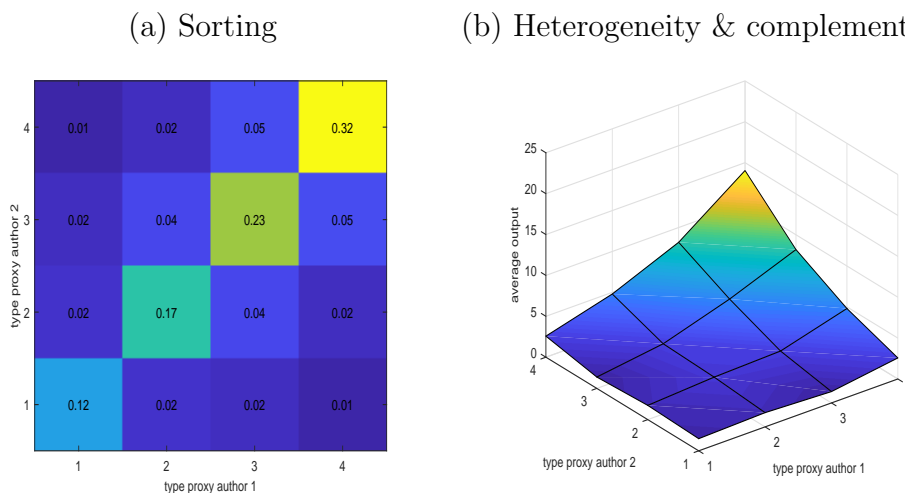 (a) Sorting
(b) Heterogeneity & complement
type proxy author 2
4
0.01 0.02 0.05 0.32
3
0.02 0.04 0.23 0.05
2
0.02 0.17 0.04 0.02
1
0.12 0.02 0.02 0.01
1 2 3 4
type proxy author 1
average output
25
20
15
10
5
0
4
3
2
1
type proxy author 2
1
2
3
type proxy author 1